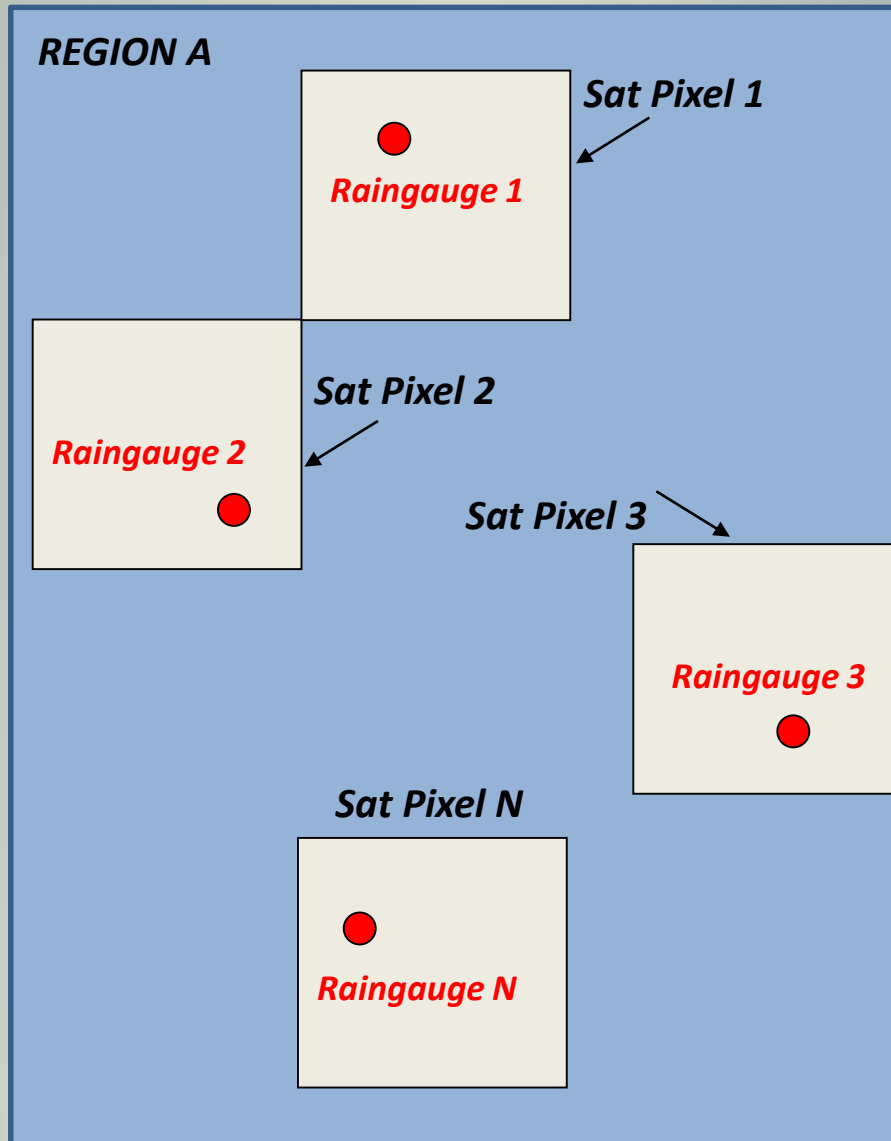 REGION A
Sat Pixel 1
Raingauge 1
Sat Pixel 2
Raingauge 2
Sat Pixel 3
Raingauge 3
Sat Pixel N
Raingauge N